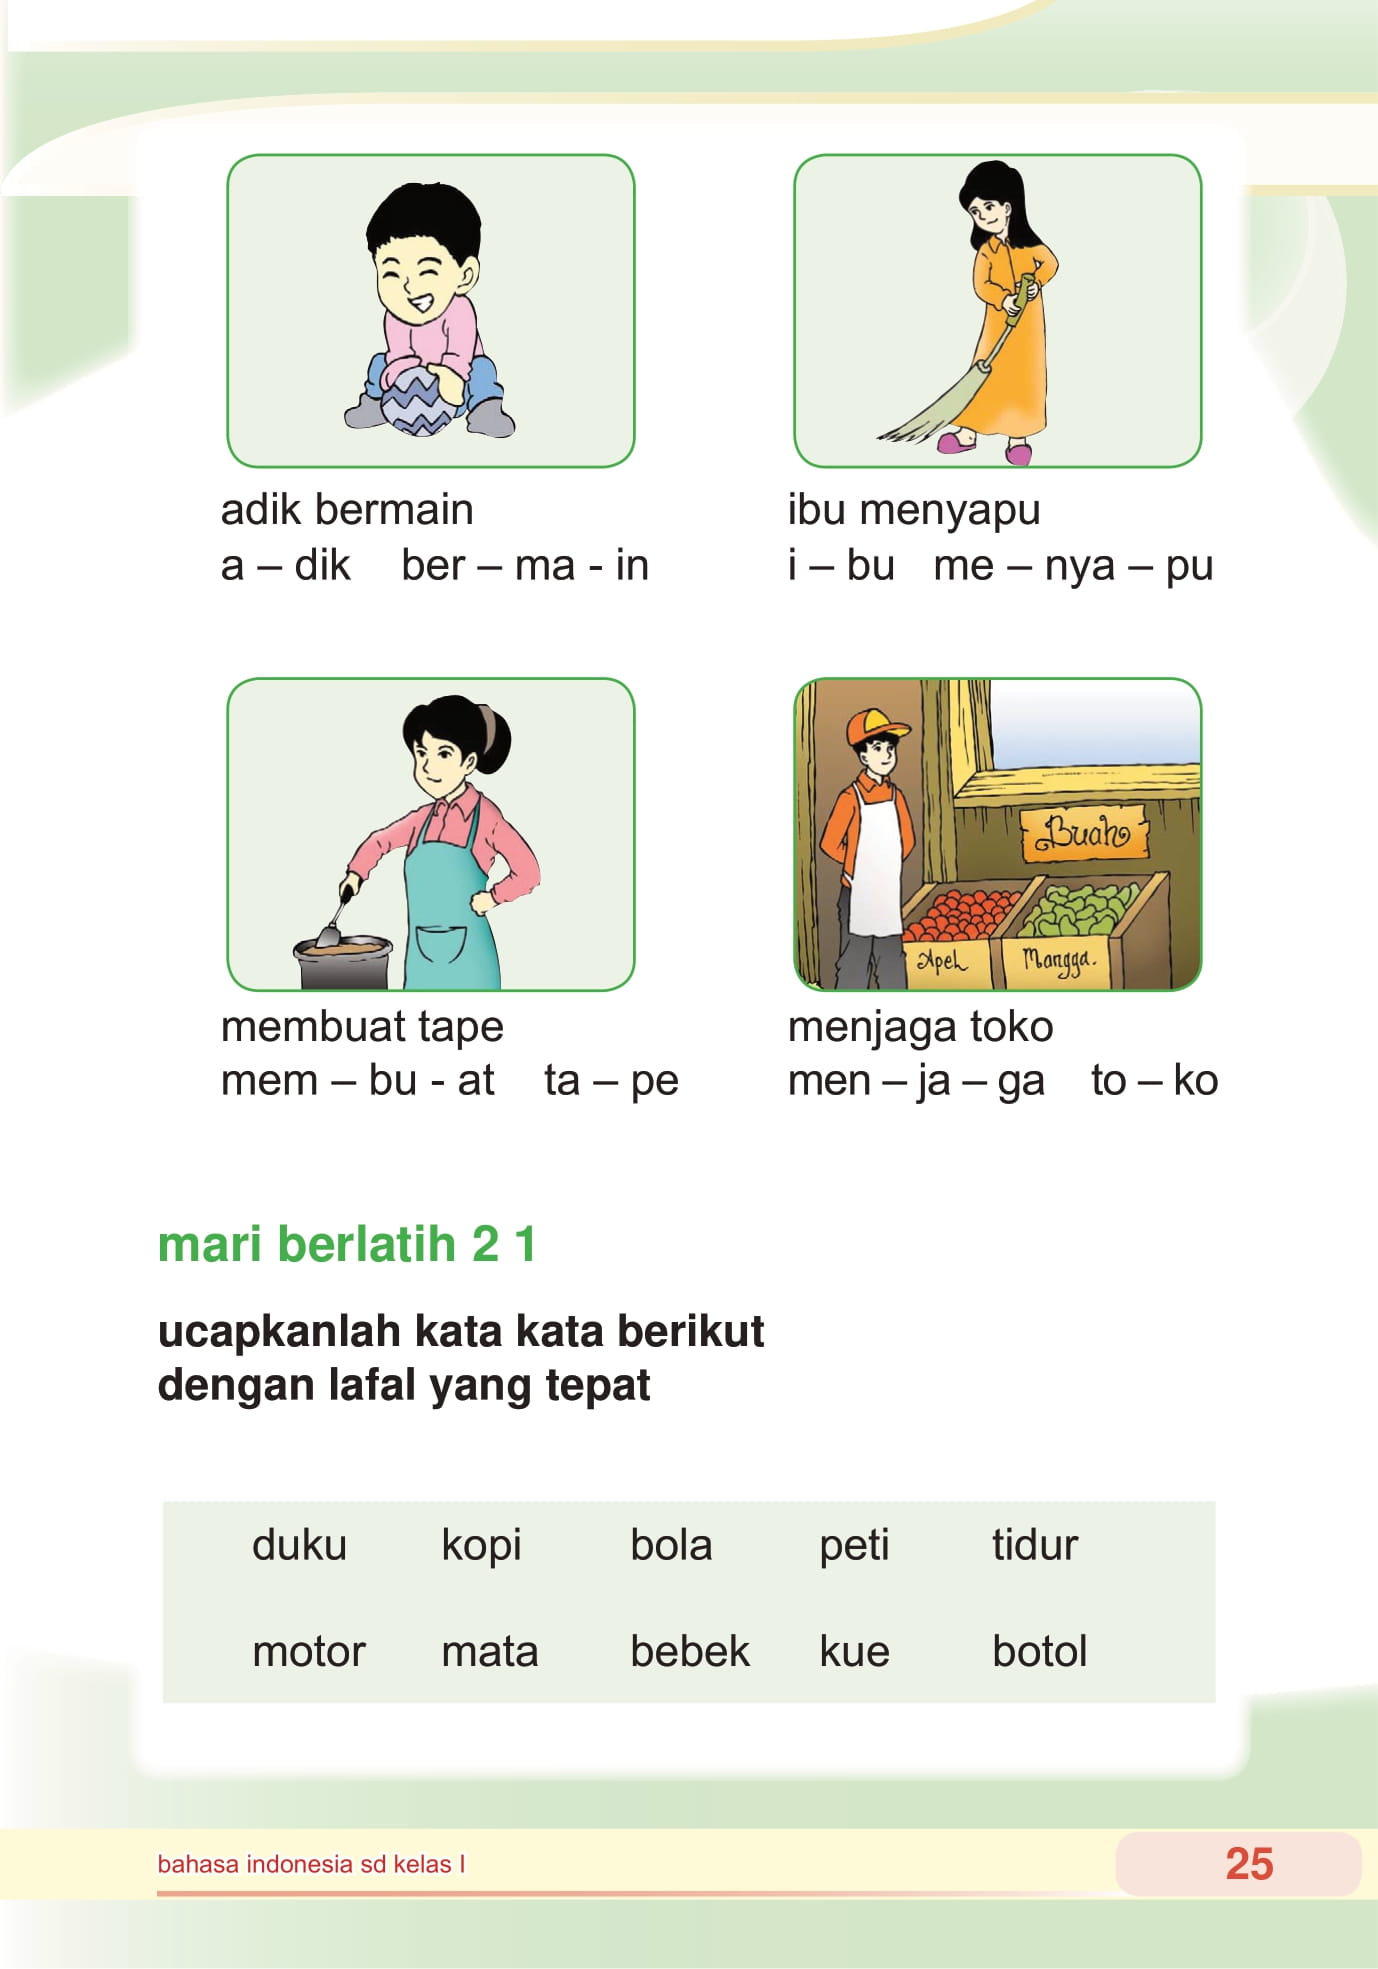 adik bermain
a – dik ber – ma - in
ibu menyapu
i – bu me – nya – pu
Buah
Apel
Mangga.
membuat tape
mem – bu - at ta – pe
menjaga toko
men – ja – ga to – ko
mari berlatih 2 1
ucapkanlah kata kata berikut
dengan lafal yang tepat
duku kopi bola peti tidur
motor mata bebek kue botol
bahasa indonesia sd kelas I
25